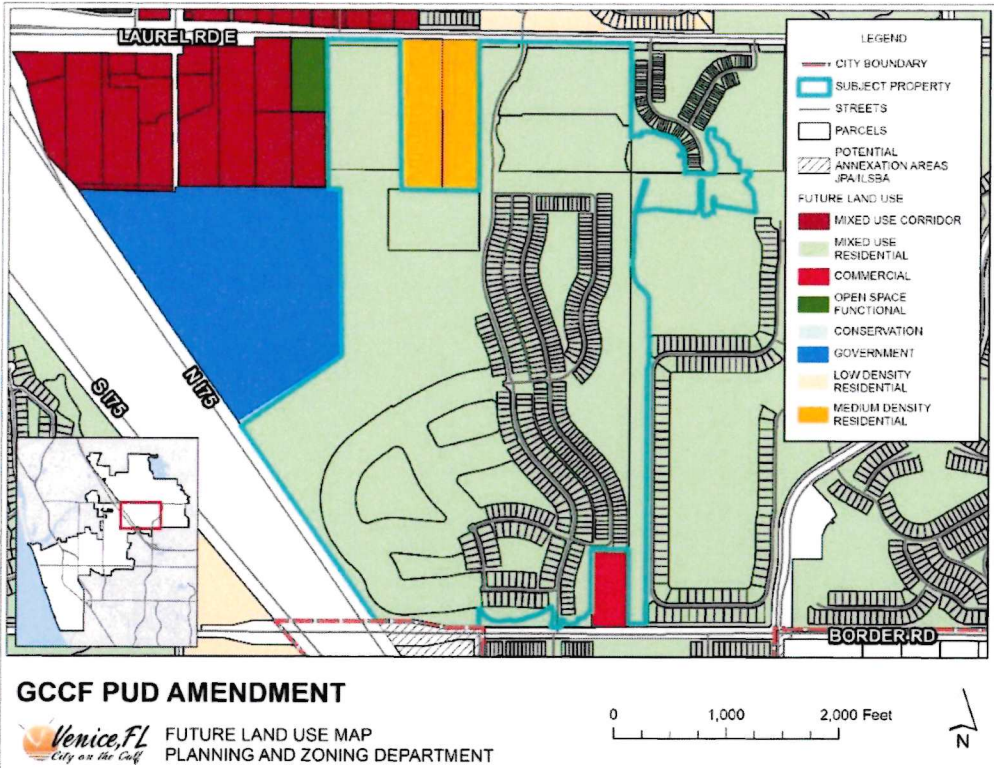 LAUREL RD E
LEGEND
CITY BOUNDARY
SUBJECT PROPERTY
STREETS
PARCELS
POTENTIAL
ANNEXATION AREAS
JPA/ILSBA
FUTURE LAND USE
MIXED USE CORRIDOR
MIXED USE
RESIDENTIAL
COMMERCIAL
OPEN SPACE
FUNCTIONAL
CONSERVATION
GOVERNMENT
LOW DENSITY
RESIDENTIAL
MEDIUM DENSITY
RESIDENTIAL
S I75
N I75
BORDER RD
GCCF PUD AMENDMENT
Venice, FL
City on the Gulf
FUTURE LAND USE MAP
PLANNING AND ZONING DEPARTMENT
0 1,000 2,000 Feet
N